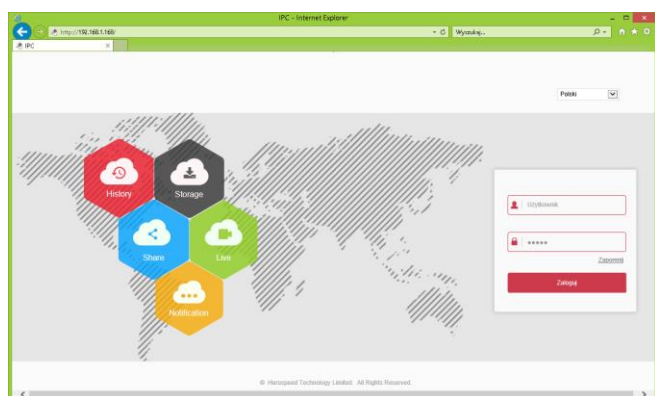 IPC - Internet Explorer
http://192.168.1.168/
Wyszukaj...
IPC
Polski
History
Storage
Share
Live
Notification
Użytkownik
Zapomnij
Zaloguj
© Herospeed Technology Limited. All Rights Reserved.